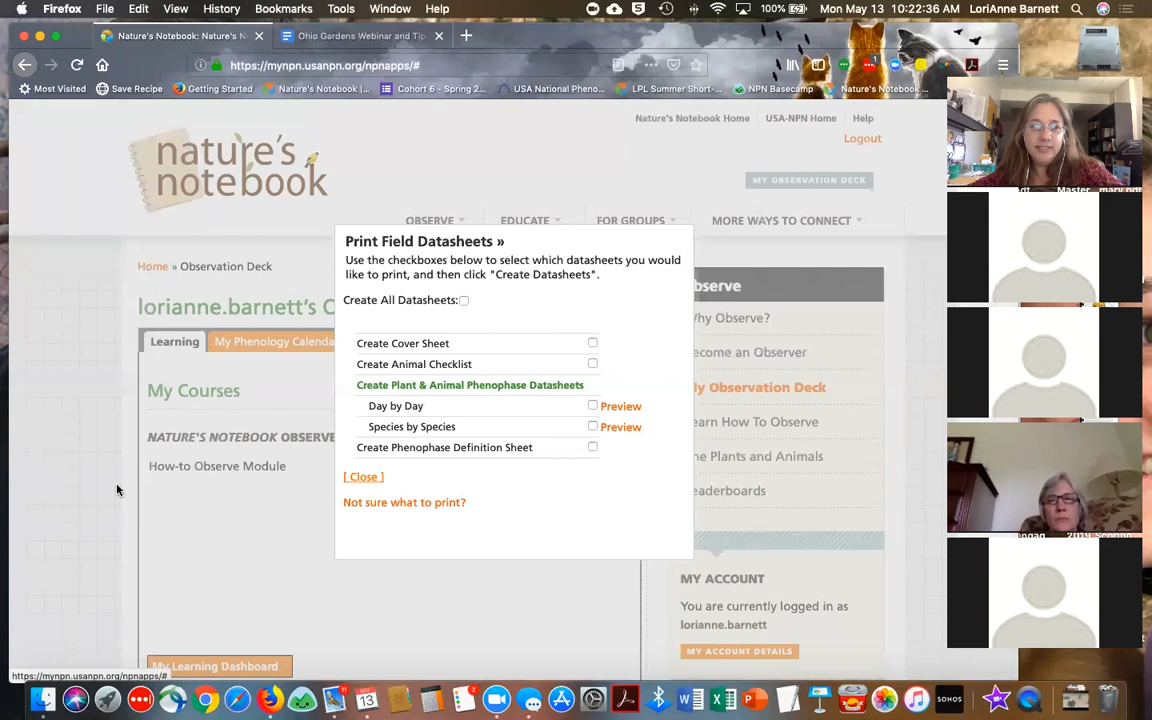 Firefox File Edit View History Bookmarks Tools Window Help 100% Mon May 13 10:22:36 AM LoriAnne Barnett
Nature's Notebook: Nature's N Ohio Gardens Webinar and Tip
https://mynpn.usanpn.org/npnapps/#
Most Visited Save Recipe Getting Started Nature's Notebook |... Cohort 6 - Spring 2... USA National Pheno... LPL Summer Short-... NPN Basecamp Nature's Notebook ...
Nature's Notebook Home USA-NPN Home Help
Logout
nature's
notebook
MY OBSERVATION DECK
OBSERVE EDUCATE FOR GROUPS MORE WAYS TO CONNECT
Home » Observation Deck
lorianne.barnett's
Learning My Phenology Calenda
My Courses
NATURE'S NOTEBOOK OBSERVE
How-to Observe Module
My Learning Dashboard
Print Field Datasheets »
Use the checkboxes below to select which datasheets you would
like to print, and then click "Create Datasheets".
Create All Datasheets:
Create Cover Sheet
Create Animal Checklist
Create Plant & Animal Phenophase Datasheets
Day by Day Preview
Species by Species Preview
Create Phenophase Definition Sheet
[ Close ]
Not sure what to print?
bserve
Why Observe?
ecome an Observer
My Observation Deck
earn How To Observe
he Plants and Animals
eaderboards
MY ACCOUNT
You are currently logged in as
lorianne.barnett
MY ACCOUNT DETAILS
https://mynpn.usanpn.org/npnapps/#
SONOS